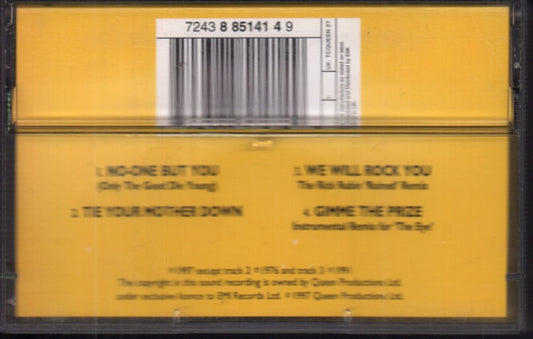 7243 8 85141 4 9
UK: TCQUEEN 27
1. NO-ONE BUT YOU
(Only The Good Die Young)
2. TIE YOUR MOTHER DOWN
3. WE WILL ROCK YOU
The Rick Rubin 'Ruined' Remix
4. GIMME THE PRIZE
Instrumental Remix for 'The Eye'
℗1997 except track 2 ℗1976 and track 3 ℗1991
The copyright in this sound recording is owned by Queen Productions Ltd.
under exclusive licence to EMI Records Ltd. ©1997 Queen Productions Ltd.